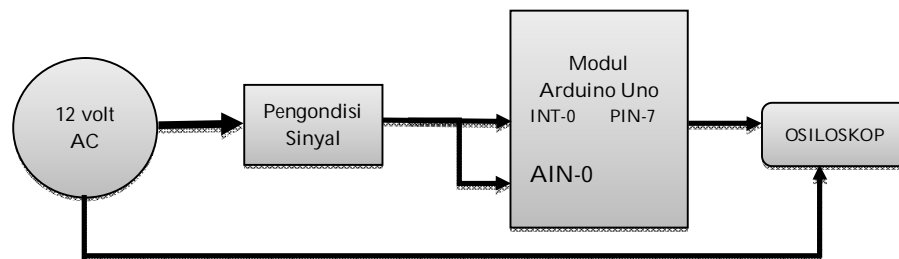 12 volt
AC
Pengondisi
Sinyal
Modul
Arduino Uno
INT-0 PIN-7
AIN-0
OSILOSKOP